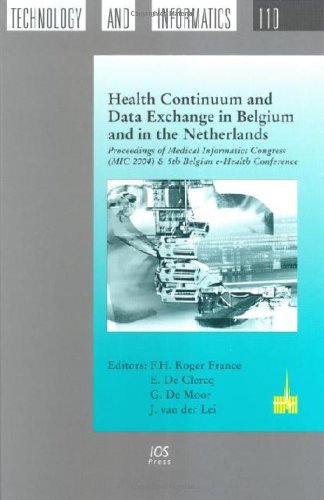 TECHNOLOGY AND INFORMATICS 110
Health Continuum and
Data Exchange in Belgium
and in the Netherlands
Proceedings of Medical Informatics Congress
(MIC 2004) & 5th Belgian e-Health Conference
Editors: F.H. Roger France
E. De Clercq
G. De Moor
J. van der Lei
IOS
Press